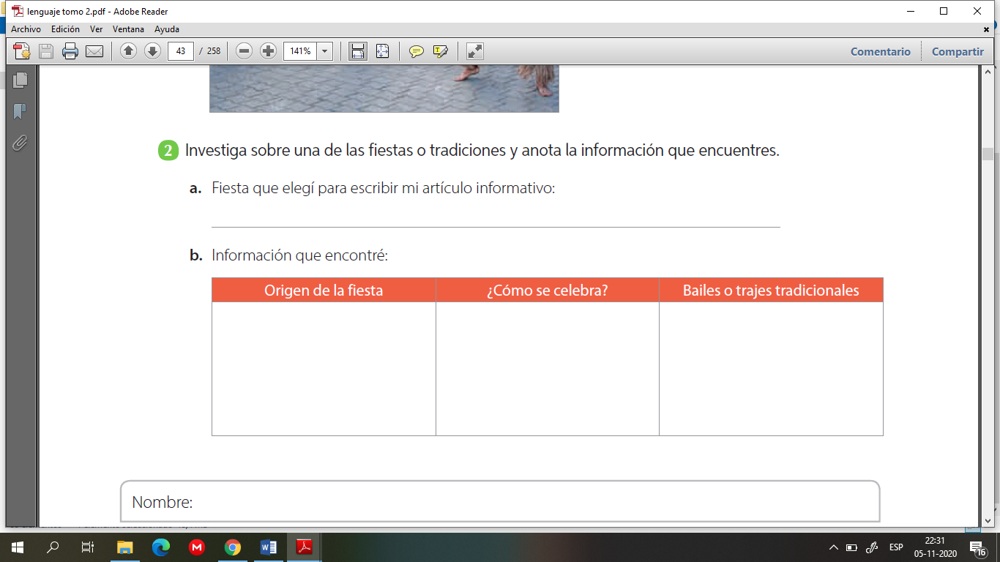 lenguaje tomo 2.pdf - Adobe Reader
Archivo Edición Ver Ventana Ayuda
43 / 258 141% Comentario Compartir
2 Investiga sobre una de las fiestas o tradiciones y anota la información que encuentres.
a. Fiesta que elegí para escribir mi artículo informativo:
b. Información que encontré:
Origen de la fiesta ¿Cómo se celebra? Bailes o trajes tradicionales
Nombre:
ESP 22:31
05-11-2020 16